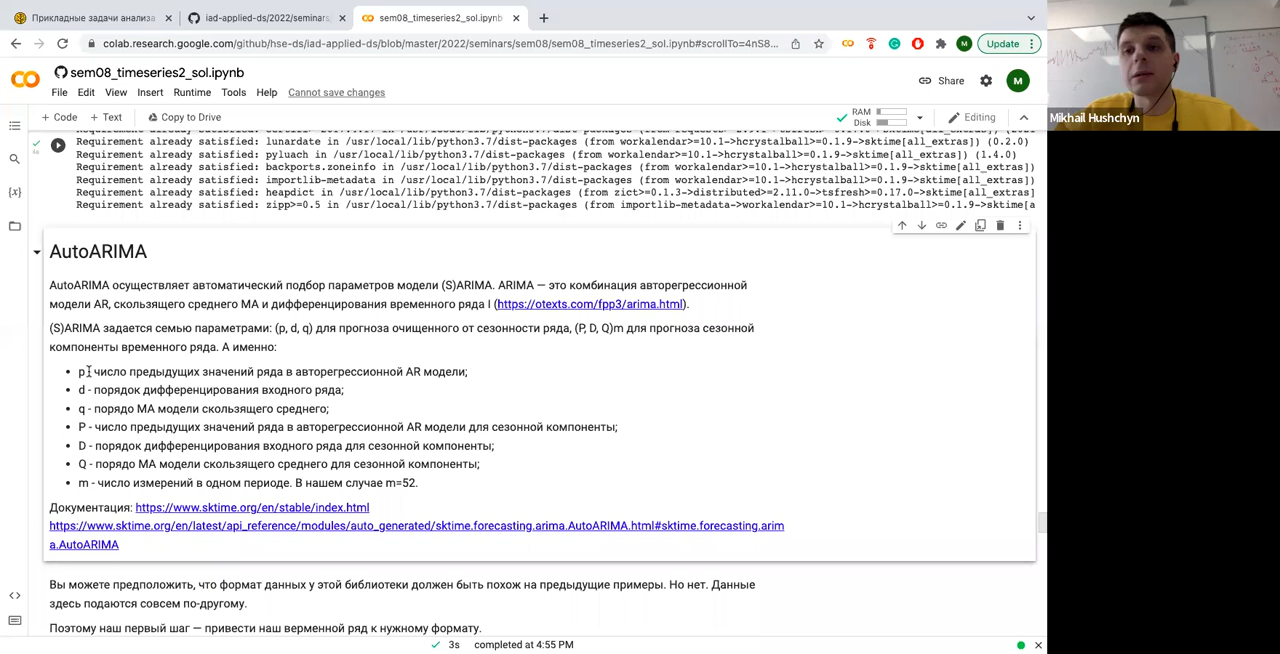 Прикладные задачи анализа
iad-applied-ds/2022/seminars/
sem08_timeseries2_sol.ipynb
colab.research.google.com/github/hse-ds/iad-applied-ds/blob/master/2022/seminars/sem08/sem08_timeseries2_sol.ipynb#scrollTo=4nS8...
M
Update
sem08_timeseries2_sol.ipynb
File Edit View Insert Runtime Tools Help Cannot save changes
Share
M
+ Code + Text Copy to Drive
RAM
Disk
Editing
Requirement already satisfied: lunardate in /usr/local/lib/python3.7/dist-packages (from workalendar>=10.1->hcrystalball>=0.1.9->sktime[all_extras]) (0.2.0)
Requirement already satisfied: pyluach in /usr/local/lib/python3.7/dist-packages (from workalendar>=10.1->hcrystalball>=0.1.9->sktime[all_extras]) (1.4.0)
Requirement already satisfied: backports.zoneinfo in /usr/local/lib/python3.7/dist-packages (from workalendar>=10.1->hcrystalball>=0.1.9->sktime[all_extras])
Requirement already satisfied: importlib-metadata in /usr/local/lib/python3.7/dist-packages (from workalendar>=10.1->hcrystalball>=0.1.9->sktime[all_extras])
Requirement already satisfied: heapdict in /usr/local/lib/python3.7/dist-packages (from zict>=0.1.3->distributed>=2.11.0->tsfresh>=0.17.0->sktime[all_extras])
Requirement already satisfied: zipp>=0.5 in /usr/local/lib/python3.7/dist-packages (from importlib-metadata->workalendar>=10.1->hcrystalball>=0.1.9->sktime[a
AutoARIMA
AutoARIMA осуществляет автоматический подбор параметров модели (S)ARIMA. ARIMA — это комбинация авторегрессионной
модели AR, скользящего среднего MA и дифференцирования временного ряда I (https://otexts.com/fpp3/arima.html).
(S)ARIMA задается семью параметрами: (p, d, q) для прогноза очищенного от сезонности ряда, (P, D, Q)m для прогноза сезонной
компоненты временного ряда. А именно:
p - число предыдущих значений ряда в авторегрессионной AR модели;
d - порядок дифференцирования входного ряда;
q - порядо MA модели скользящего среднего;
P - число предыдущих значений ряда в авторегрессионной AR модели для сезонной компоненты;
D - порядок дифференцирования входного ряда для сезонной компоненты;
Q - порядо MA модели скользящего среднего для сезонной компоненты;
m - число измерений в одном периоде. В нашем случае m=52.
Документация: https://www.sktime.org/en/stable/index.html
https://www.sktime.org/en/latest/api_reference/modules/auto_generated/sktime.forecasting.arima.AutoARIMA.html#sktime.forecasting.arim
a.AutoARIMA
Вы можете предположить, что формат данных у этой библиотеки должен быть похож на предыдущие примеры. Но нет. Данные
здесь подаются совсем по-другому.
Поэтому наш первый шаг — привести наш верменной ряд к нужному формату.
3s completed at 4:55 PM
Mikhail Hushchyn